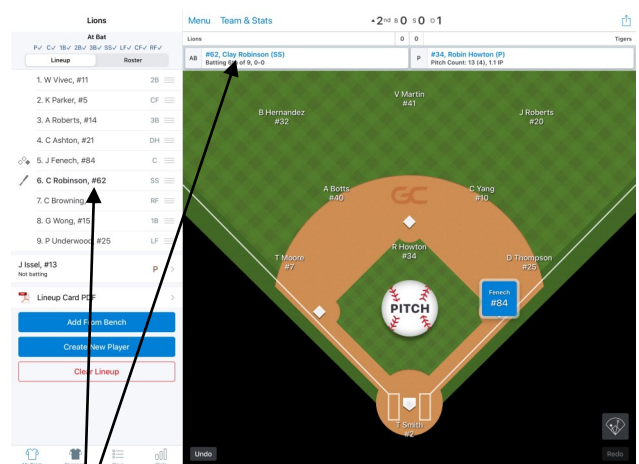 Lions
Menu Team & Stats
2nd B 0 S 0 O 1
At Bat
P✓ C✓ 1B✓ 2B✓ 3B✓ SS✓ LF✓ CF✓ RF✓
Lineup Roster
Lions 0 0 Tigers
AB #62, Clay Robinson (SS)
Batting of 9, 0-0
P #34, Robin Howton (P)
Pitch Count: 13 (4), 1.1 IP
1. W Vivec, #11 2B
2. K Parker, #5 CF
3. A Roberts, #14 3B
4. C Ashton, #21 DH
5. J Fenech, #84 C
6. C Robinson, #62 SS
7. C Browning, RF
8. G Wong, #15 1B
9. P Underwood, #25 LF
J Issel, #13 P
Not batting
Lineup Card PDF
Add From Bench
Create New Player
Clear Lineup
V Martin
#41
B Hernandez
#32
J Roberts
#20
A Botts
#40
GC
C Yang
#10
R Howton
#34
T Moore
#7
D Thompson
#25
Fenech
#84
PITCH
T Smith
#2
Undo
Redo